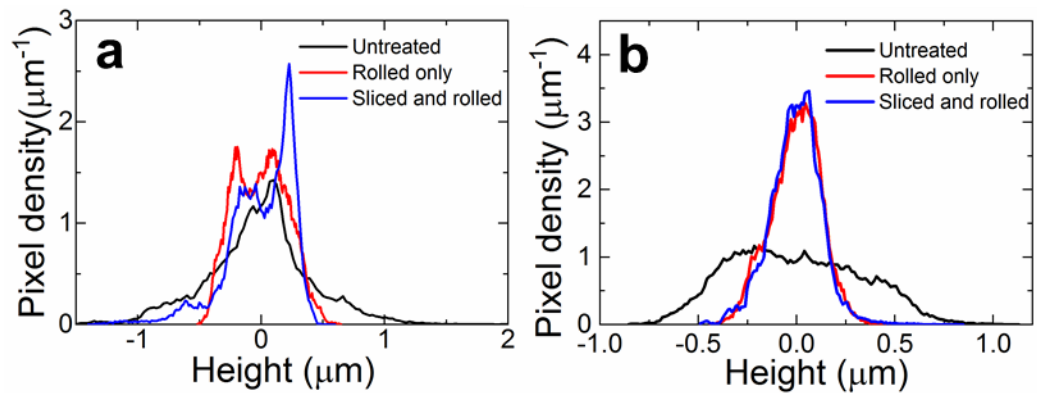 a
Untreated
Rolled only
Sliced and rolled
Pixel density(μm⁻¹)
3
2
1
0
-1
0
1
2
Height (μm)
b
Untreated
Rolled only
Sliced and rolled
Pixel density (μm⁻¹)
4
3
2
1
0
-1.0
-0.5
0.0
0.5
1.0
Height (μm)